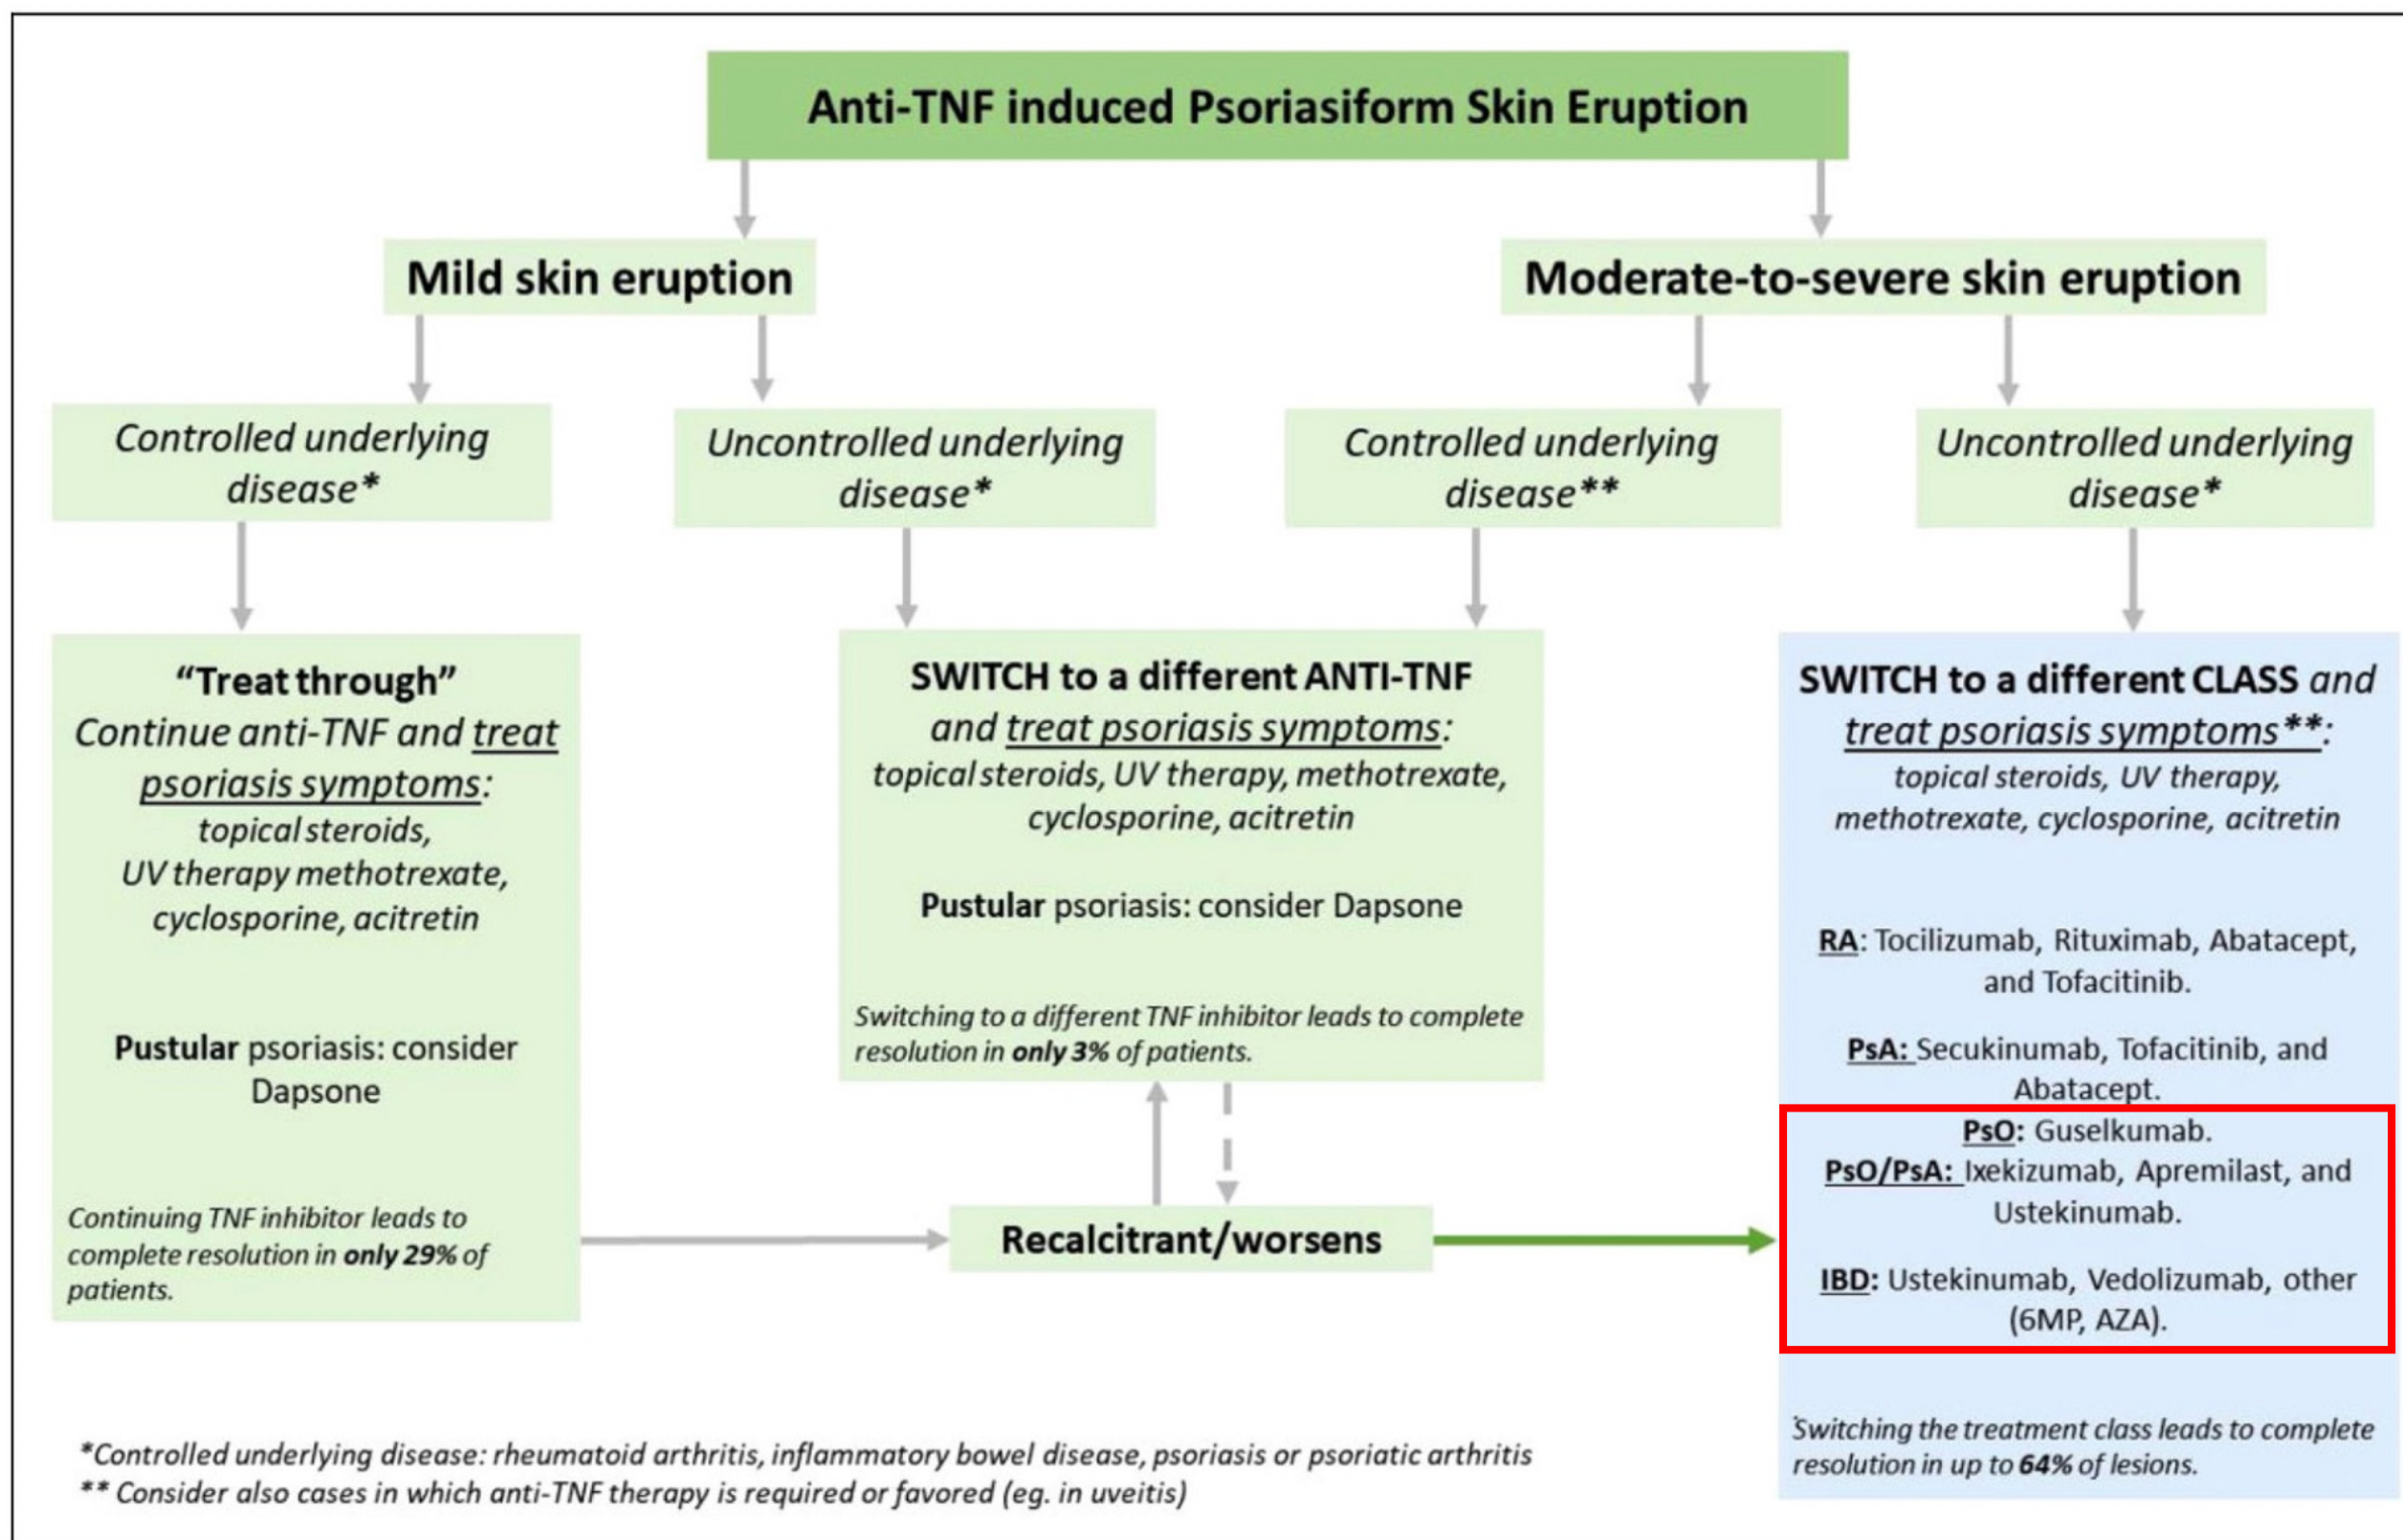 Anti-TNF induced Psoriasiform Skin Eruption
Mild skin eruption
Moderate-to-severe skin eruption
Controlled underlying
disease*
Uncontrolled underlying
disease*
Controlled underlying
disease**
Uncontrolled underlying
disease*
“Treat through”
Continue anti-TNF and treat
psoriasis symptoms:
topical steroids,
UV therapy methotrexate,
cyclosporine, acitretin
Pustular psoriasis: consider
Dapsone
Continuing TNF inhibitor leads to
complete resolution in only 29% of
patients.
SWITCH to a different ANTI-TNF
and treat psoriasis symptoms:
topical steroids, UV therapy, methotrexate,
cyclosporine, acitretin
Pustular psoriasis: consider Dapsone
Switching to a different TNF inhibitor leads to complete
resolution in only 3% of patients.
Recalcitrant/worsens
SWITCH to a different CLASS and
treat psoriasis symptoms**:
topical steroids, UV therapy,
methotrexate, cyclosporine, acitretin
RA: Tocilizumab, Rituximab, Abatacept,
and Tofacitinib.
PsA: Secukinumab, Tofacitinib, and
Abatacept.
PsO: Guselkumab.
PsO/PsA: Ixekizumab, Apremilast, and
Ustekinumab.
IBD: Ustekinumab, Vedolizumab, other
(6MP, AZA).
Switching the treatment class leads to complete
resolution in up to 64% of lesions.
*Controlled underlying disease: rheumatoid arthritis, inflammatory bowel disease, psoriasis or psoriatic arthritis
** Consider also cases in which anti-TNF therapy is required or favored (eg. in uveitis)